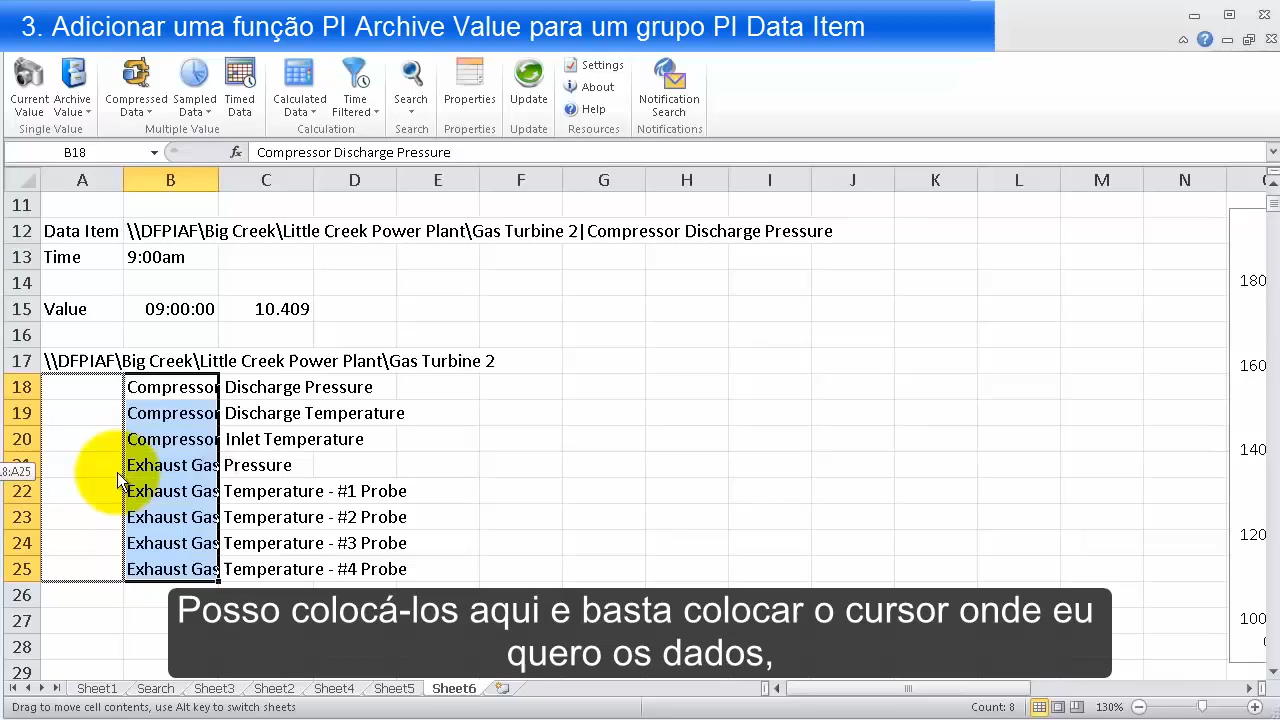 3. Adicionar uma função PI Archive Value para um grupo PI Data Item
Current Value
Archive Value
Compressed Data
Sampled Data
Timed Data
Calculated Data
Time Filtered
Search
Properties
Update
Settings
About
Help
Notification Search
Single Value
Multiple Value
Calculation
Search
Properties
Update
Resources
Notifications
B18 fx Compressor Discharge Pressure
A B C D E F G H I J K L M N
11
12 Data Item \\DFPIAF\Big Creek\Little Creek Power Plant\Gas Turbine 2|Compressor Discharge Pressure
13 Time 9:00am
14
15 Value 09:00:00 10.409
16
17 \\DFPIAF\Big Creek\Little Creek Power Plant\Gas Turbine 2
18 Compressor Discharge Pressure
19 Compressor Discharge Temperature
20 Compressor Inlet Temperature
21 Exhaust Gas Pressure
22 Exhaust Gas Temperature - #1 Probe
23 Exhaust Gas Temperature - #2 Probe
24 Exhaust Gas Temperature - #3 Probe
25 Exhaust Gas Temperature - #4 Probe
26
27
28
29
8:A25
180
160
140
120
100
Posso colocá-los aqui e basta colocar o cursor onde eu
quero os dados,
Sheet1 Search Sheet3 Sheet2 Sheet4 Sheet5 Sheet6
Drag to move cell contents, use Alt key to switch sheets Count: 8 130%